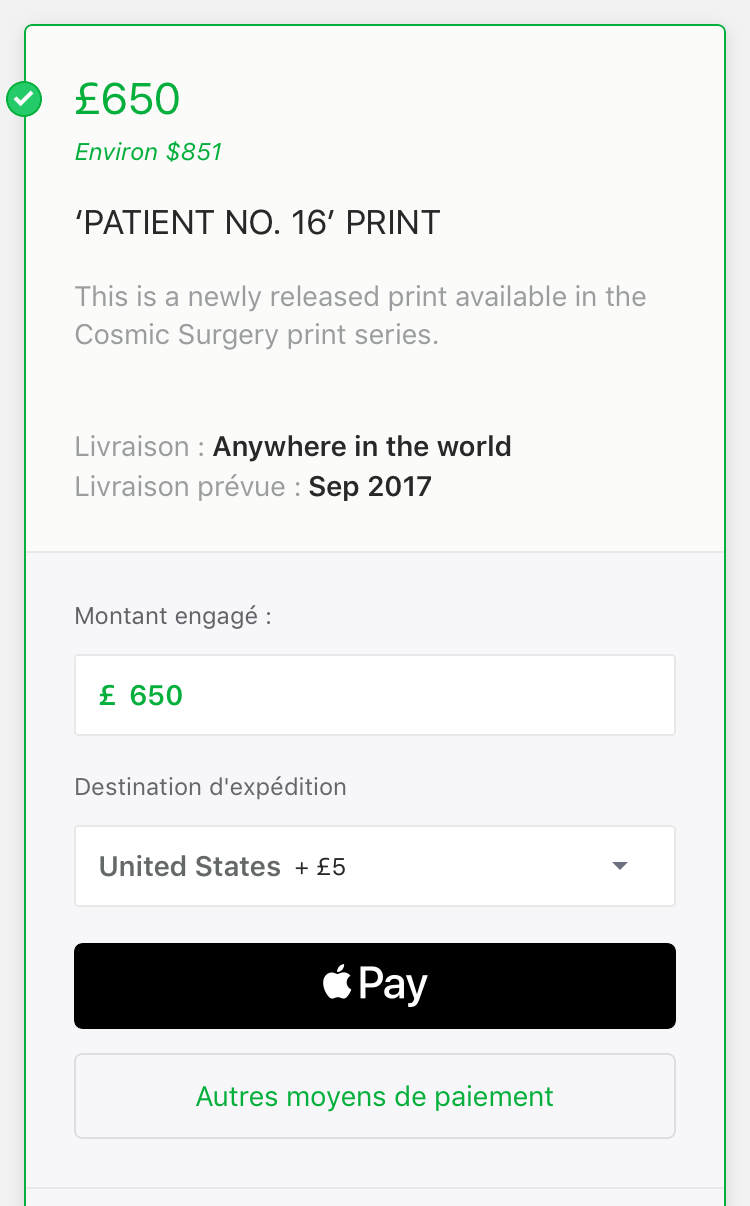 £650
Environ $851
‘PATIENT NO. 16’ PRINT
This is a newly released print available in the
Cosmic Surgery print series.
Livraison : Anywhere in the world
Livraison prévue : Sep 2017
Montant engagé :
£ 650
Destination d'expédition
United States + £5
Pay
Autres moyens de paiement